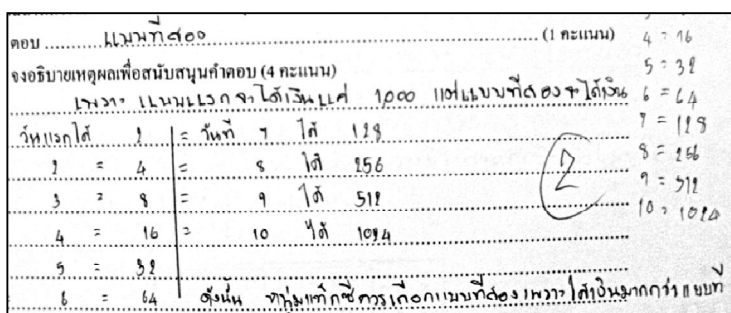 ตอบ แบบที่สอง (1 คะแนน)
จงอธิบายเหตุผลเพื่อสนับสนุนคำตอบ (4 คะแนน)
เพราะ แบบแรกจะได้เงินแค่ 1,000 แต่แบบที่สองจะได้เงิน
วันแรกได้ 2 = วันที่ 7 ได้ 128
2 = 4 = 8 ได้ 256
3 = 8 = 9 ได้ 512
4 = 16 = 10 ได้ 1024
5 = 32
6 = 64 ดังนั้น หนุ่มแท็กซี่ควรเลือกแบบที่สองเพราะได้เงินมากกว่าแบบที่
2
4 = 16
5 = 32
6 = 64
7 = 128
8 = 256
9 = 512
10 = 1024